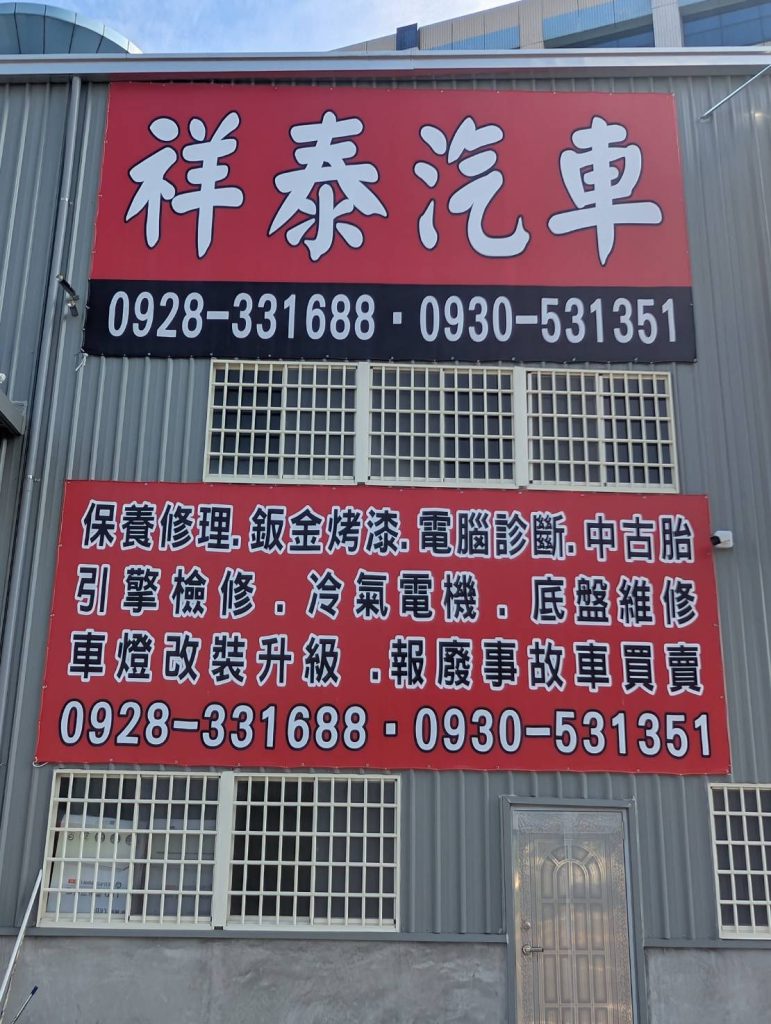 祥泰汽車
0928-331688·0930-531351
保養修理.鈑金烤漆.電腦診斷.中古胎
引擎檢修.冷氣電機.底盤維修
車燈改裝升級.報廢事故車買賣
0928-331688·0930-531351